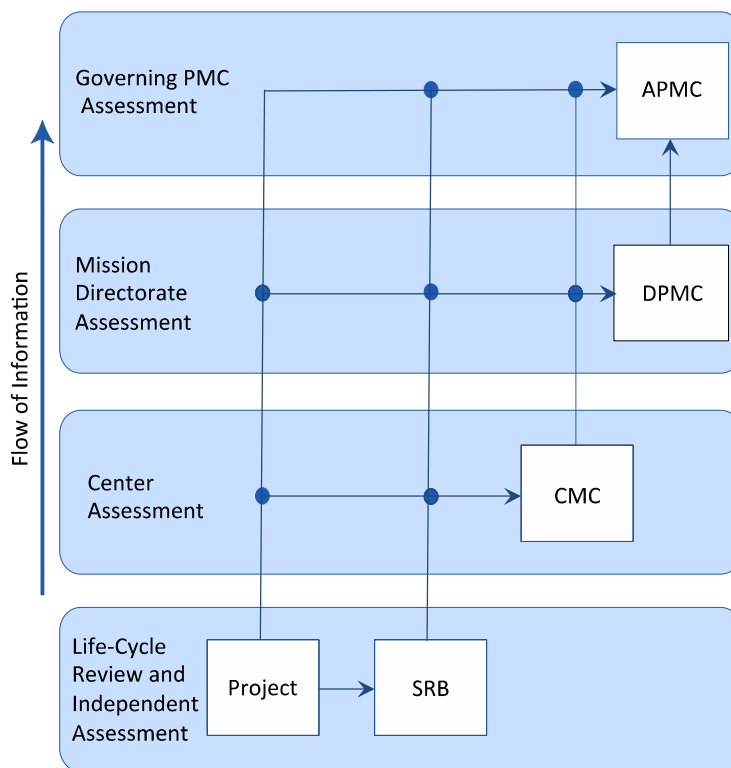 Governing PMC
Assessment
APMC
Mission
Directorate
Assessment
DPMC
Flow of Information
Center
Assessment
CMC
Life-Cycle
Review and
Independent
Assessment
Project
SRB